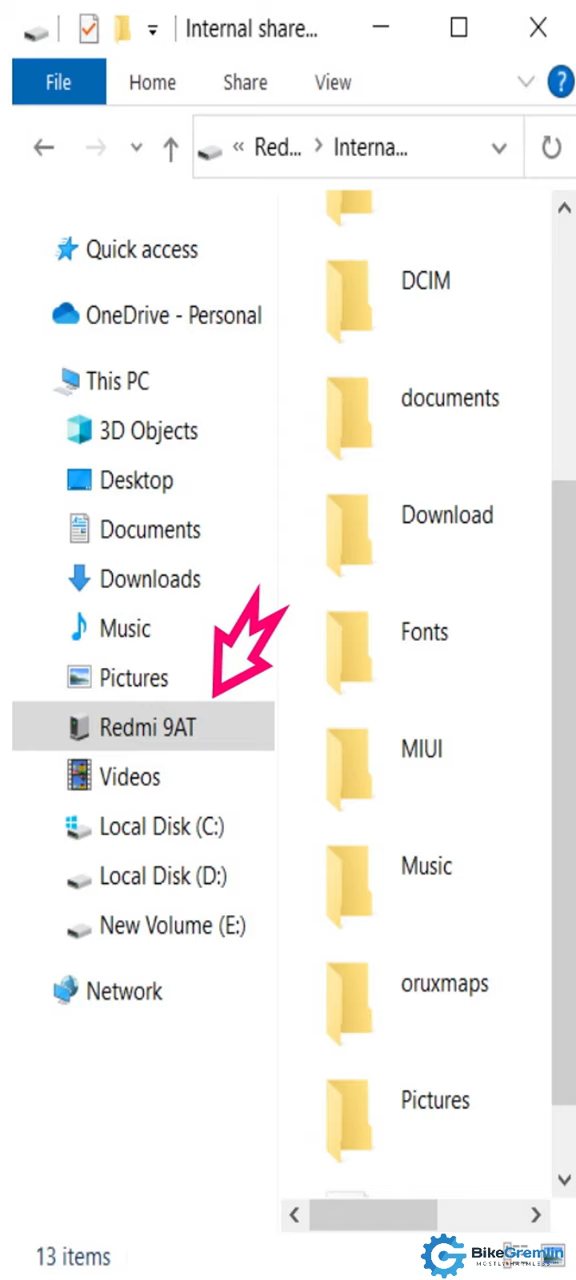 Internal share...
File Home Share View
?
« Red... > Interna...
Quick access
OneDrive - Personal
This PC
3D Objects
Desktop
Documents
Downloads
Music
Pictures
Redmi 9AT
Videos
Local Disk (C:)
Local Disk (D:)
New Volume (E:)
Network
DCIM
documents
Download
Fonts
MIUI
Music
oruxmaps
Pictures
13 items
BikeGremlin
MOSTLY HARMLESS